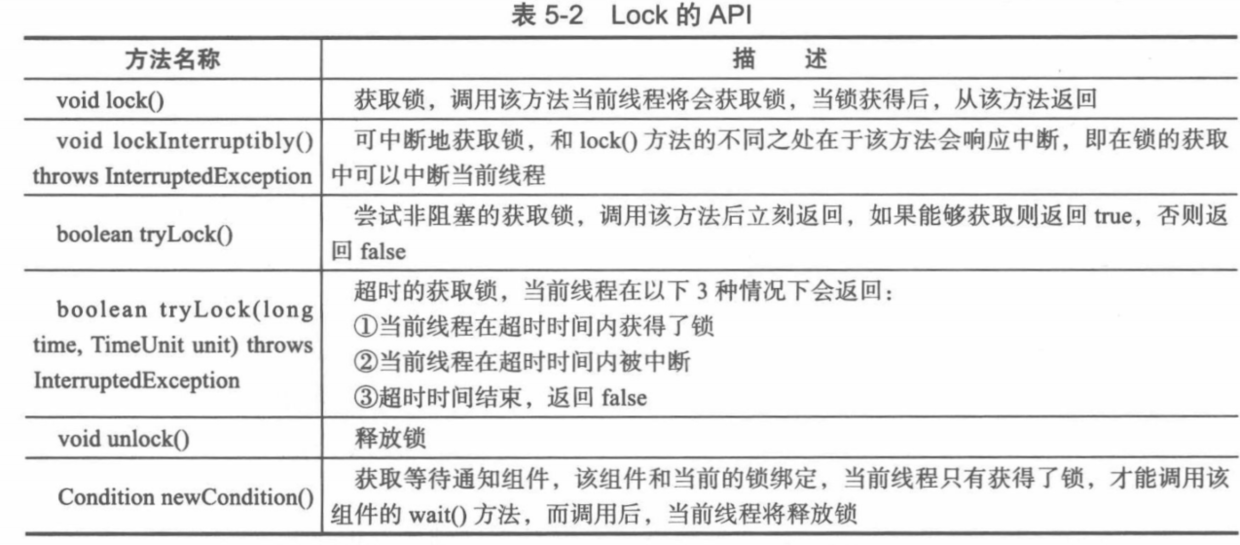 表 5-2 Lock 的 API
方法名称 描 述
void lock() 获取锁，调用该方法当前线程将会获取锁，当锁获得后，从该方法返回
void lockInterruptibly() throws InterruptedException 可中断地获取锁，和 lock() 方法的不同之处在于该方法会响应中断，即在锁的获取
中可以中断当前线程
boolean tryLock() 尝试非阻塞的获取锁，调用该方法后立刻返回，如果能够获取则返回 true，否则返
回 false
boolean tryLock(long
time, TimeUnit unit) throws
InterruptedException
超时的获取锁，当前线程在以下 3 种情况下会返回：
①当前线程在超时时间内获得了锁
②当前线程在超时时间内被中断
③超时时间结束，返回 false
void unlock() 释放锁
Condition newCondition() 获取等待通知组件，该组件和当前的锁绑定，当前线程只有获得了锁，才能调用该
组件的 wait() 方法，而调用后，当前线程将释放锁